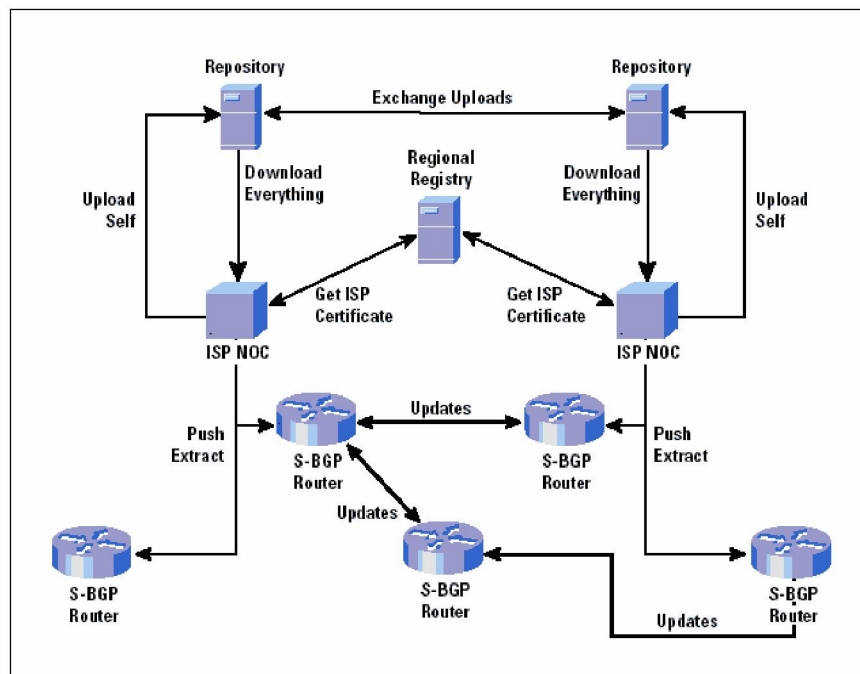 Repository
Repository
Exchange Uploads
Regional
Registry
Download
Everything
Download
Everything
Upload
Self
Upload
Self
Get ISP
Certificate
Get ISP
Certificate
ISP NOC
ISP NOC
Updates
Push
Extract
Push
Extract
S-BGP
Router
S-BGP
Router
Updates
S-BGP
Router
S-BGP
Router
S-BGP
Router
Updates